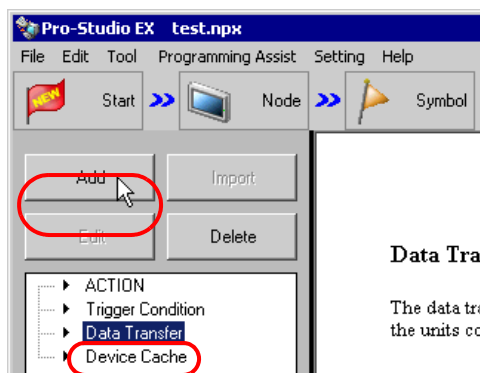 Pro-Studio EX test.npx
File Edit Tool Programming Assist Setting Help
NEW Start Node Symbol
Add Import
Edit Delete
ACTION
Trigger Condition
Data Transfer
Device Cache
Data Tra
The data tra
the units co